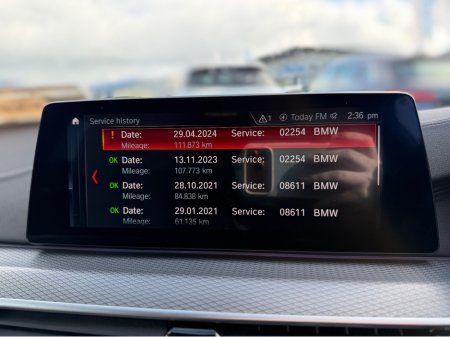 Service history 1 Today FM 2:36 pm
! Date: 29.04.2024 Service: 02254 BMW
Mileage: 111.873 km
OK Date: 13.11.2023 Service: 02254 BMW
Mileage: 107.773 km
OK Date: 28.10.2021 Service: 08611 BMW
Mileage: 84.838 km
OK Date: 29.01.2021 Service: 08611 BMW
Mileage: 61.135 km